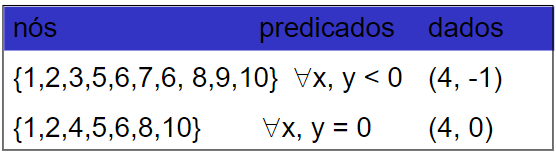 nós predicados dados
{1,2,3,5,6,7,6, 8,9,10} ∀x, y < 0 (4, -1)
{1,2,4,5,6,8,10} ∀x, y = 0 (4, 0)